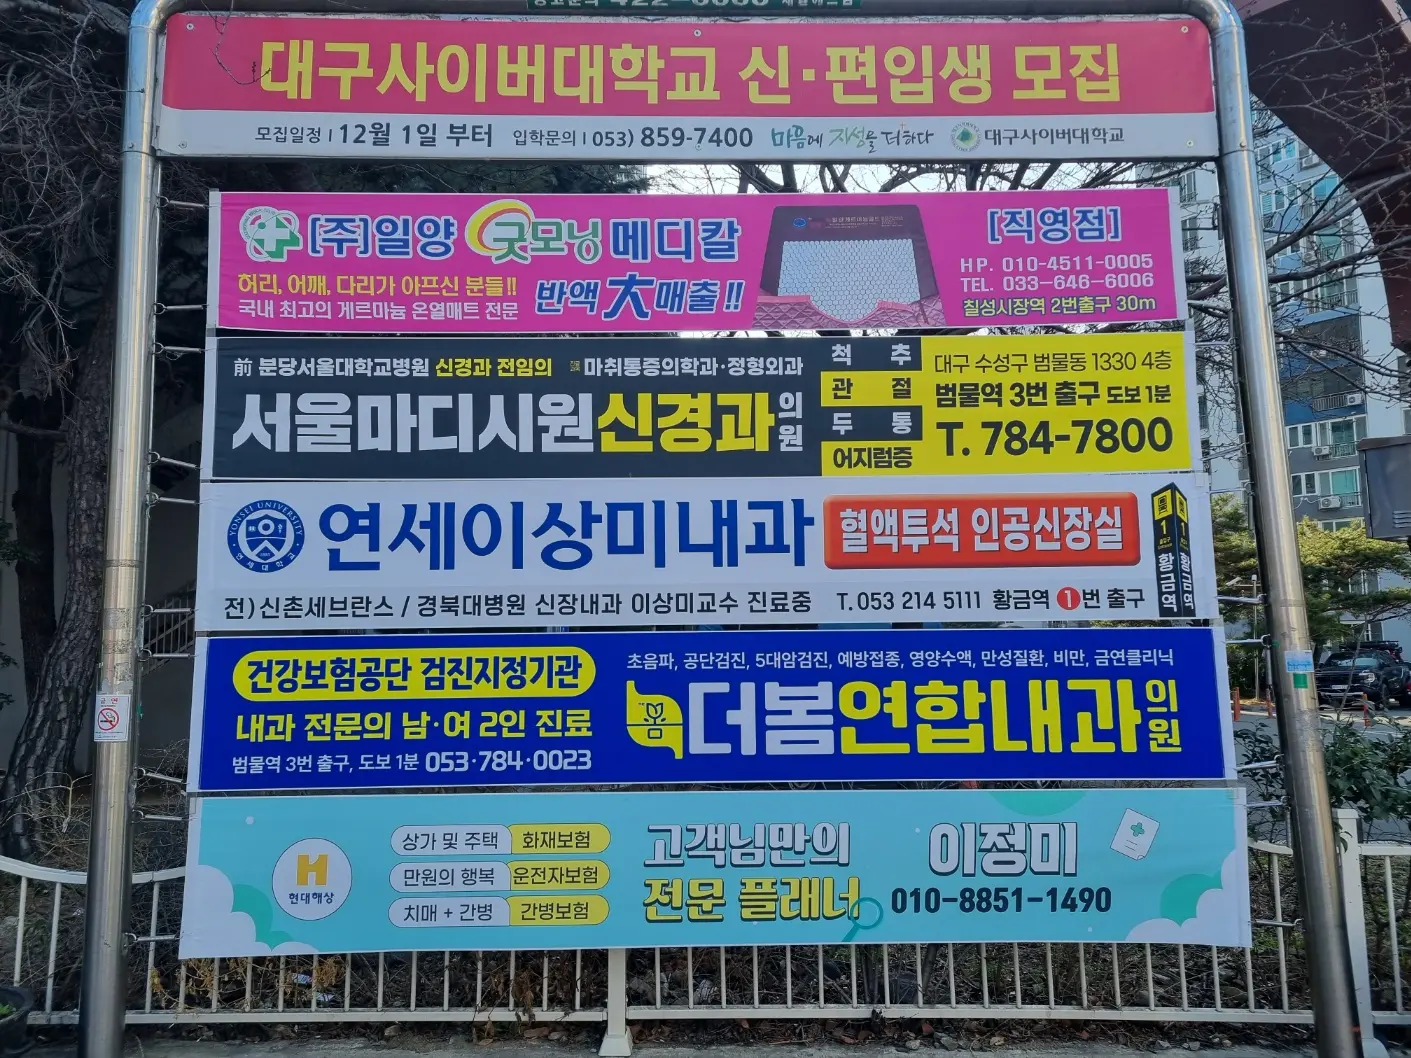 대구사이버대학교 신·편입생 모집
모집일정 | 12월 1일 부터 입학문의 | 053) 859-7400 마음에 지성을 더하다 대구사이버대학교
[주]일양 굿모닝 메디칼
허리, 어깨, 다리가 아프신 분들!!
국내 최고의 게르마늄 온열매트 전문
반액 大매출!!
[직영점]
HP. 010-4511-0005
TEL. 033-646-6006
칠성시장역 2번출구 30m
前 분당서울대학교병원 신경과 전임의 마취통증의학과·정형외과
서울마디시원신경과의원
척추
관절
두통
어지럼증
대구 수성구 범물동 1330 4층
범물역 3번 출구 도보 1분
T. 784-7800
YONSEI UNIVERSITY
연세대학교
연세이상미내과
혈액투석 인공신장실
전) 신촌세브란스 / 경북대병원 신장내과 이상미교수 진료중
T. 053 214 5111 황금역 1번 출구
1 황금역
1 황금역
건강보험공단 검진지정기관
내과 전문의 남·여 2인 진료
범물역 3번 출구, 도보 1분 053·784·0023
초음파, 공단검진, 5대암검진, 예방접종, 영양수액, 만성질환, 비만, 금연클리닉
더봄연합내과의원
H
현대해상
상가 및 주택 화재보험
만원의 행복 운전자보험
치매 + 간병 간병보험
고객님만의
전문 플래너
이정미
010-8851-1490
금연